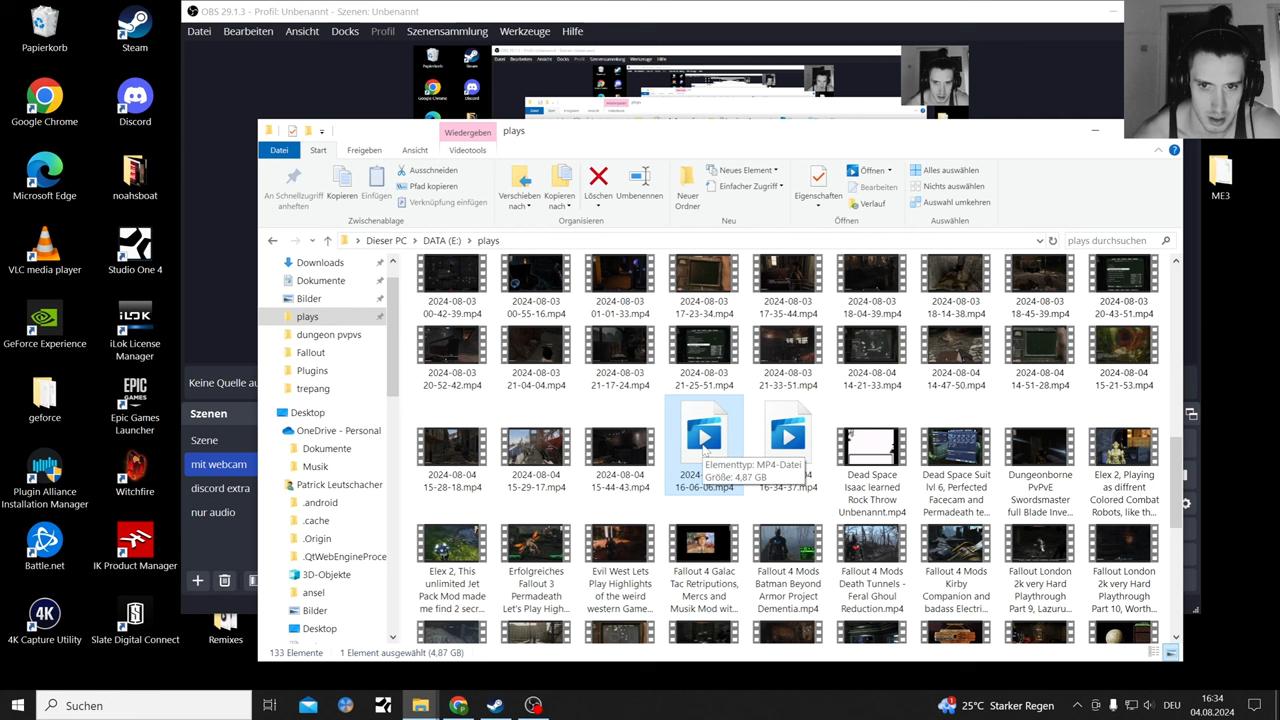 OBS 29.1.3 - Profil: Unbenannt - Szenen: Unbenannt
Datei Bearbeiten Ansicht Docks Profil Szenensammlung Werkzeuge Hilfe
Papierkorb
Steam
Google Chrome
Discord
Microsoft Edge
noahsboat
VLC media player
Studio One 4
GeForce Experience
iLok License
Manager
geforce
Epic Games
Launcher
Plugin Alliance
Installation Manager
Witchfire
Battle.net
IK Product Manager
4K Capture Utility
Slate Digital Connect
Remixes
ME3
Keine Quelle au
Szenen
Szene
mit webcam
discord extra
nur audio
Wiedergeben
plays
Datei
Start
Freigeben
Ansicht
Videotools
An Schnellzugriff
anheften
Kopieren
Einfügen
Ausschneiden
Pfad kopieren
Verknüpfung einfügen
Zwischenablage
Verschieben
nach
Kopieren
nach
Löschen
Umbenennen
Organisieren
Neuer
Ordner
Neues Element
Einfacher Zugriff
Neu
Eigenschaften
Öffnen
Bearbeiten
Verlauf
Öffnen
Alles auswählen
Nichts auswählen
Auswahl umkehren
Auswählen
Dieser PC > DATA (E:) > plays
plays durchsuchen
Downloads
Dokumente
Bilder
plays
dungeon pvpvs
Fallout
Plugins
trepang
Desktop
OneDrive - Personal
Dokumente
Musik
Patrick Leutschacher
.android
.cache
.Origin
.QtWebEngineProce
3D-Objekte
ansel
Bilder
Desktop
2024-08-03
00-42-39.mp4
2024-08-03
00-55-16.mp4
2024-08-03
01-01-33.mp4
2024-08-03
17-23-34.mp4
2024-08-03
17-35-44.mp4
2024-08-03
18-04-39.mp4
2024-08-03
18-14-38.mp4
2024-08-03
18-45-39.mp4
2024-08-03
20-43-51.mp4
2024-08-03
20-52-42.mp4
2024-08-03
21-04-04.mp4
2024-08-03
21-17-24.mp4
2024-08-03
21-25-51.mp4
2024-08-03
21-33-51.mp4
2024-08-04
14-21-33.mp4
2024-08-04
14-47-50.mp4
2024-08-04
14-51-28.mp4
2024-08-04
15-21-53.mp4
2024-08-04
15-28-18.mp4
2024-08-04
15-29-17.mp4
2024-08-04
15-44-43.mp4
2024-
16-06-06.mp4
04
16-34-37.mp4
Elementtyp: MP4-Datei
Größe: 4,87 GB
Dead Space
Isaac learned
Rock Throw
Unbenannt.mp4
Dead Space Suit
lvl 6, Perfected
Facecam and
Permadeath te...
Dungeonborne
PvPvE
Swordsmaster
full Blade Inve...
Elex 2, Playing
as diffrent
Colored Combat
Robots, like th...
Elex 2, This
unlimited Jet
Pack Mod made
me find 2 secr...
Erfolgreiches
Fallout 3
Permadeath
Let's Play High...
Evil West Lets
Play Highlights
of the weird
western Game...
Fallout 4 Galac
Tac Retriputions,
Mercs and
Musik Mod wit...
Fallout 4 Mods
Batman Beyond
Armor Project
Dementia.mp4
Fallout 4 Mods
Death Tunnels -
Feral Ghoul
Reduction.mp4
Fallout 4 Mods
Kirby
Companion and
badass Electri...
Fallout London
2k very Hard
Playthrough
Part 9, Lazuru...
Fallout London
2k very Hard
Playthrough
Part 10, Worth...
133 Elemente
1 Element ausgewählt (4,87 GB)
Suchen
25°C Starker Regen
DEU
16:34
04.08.2024